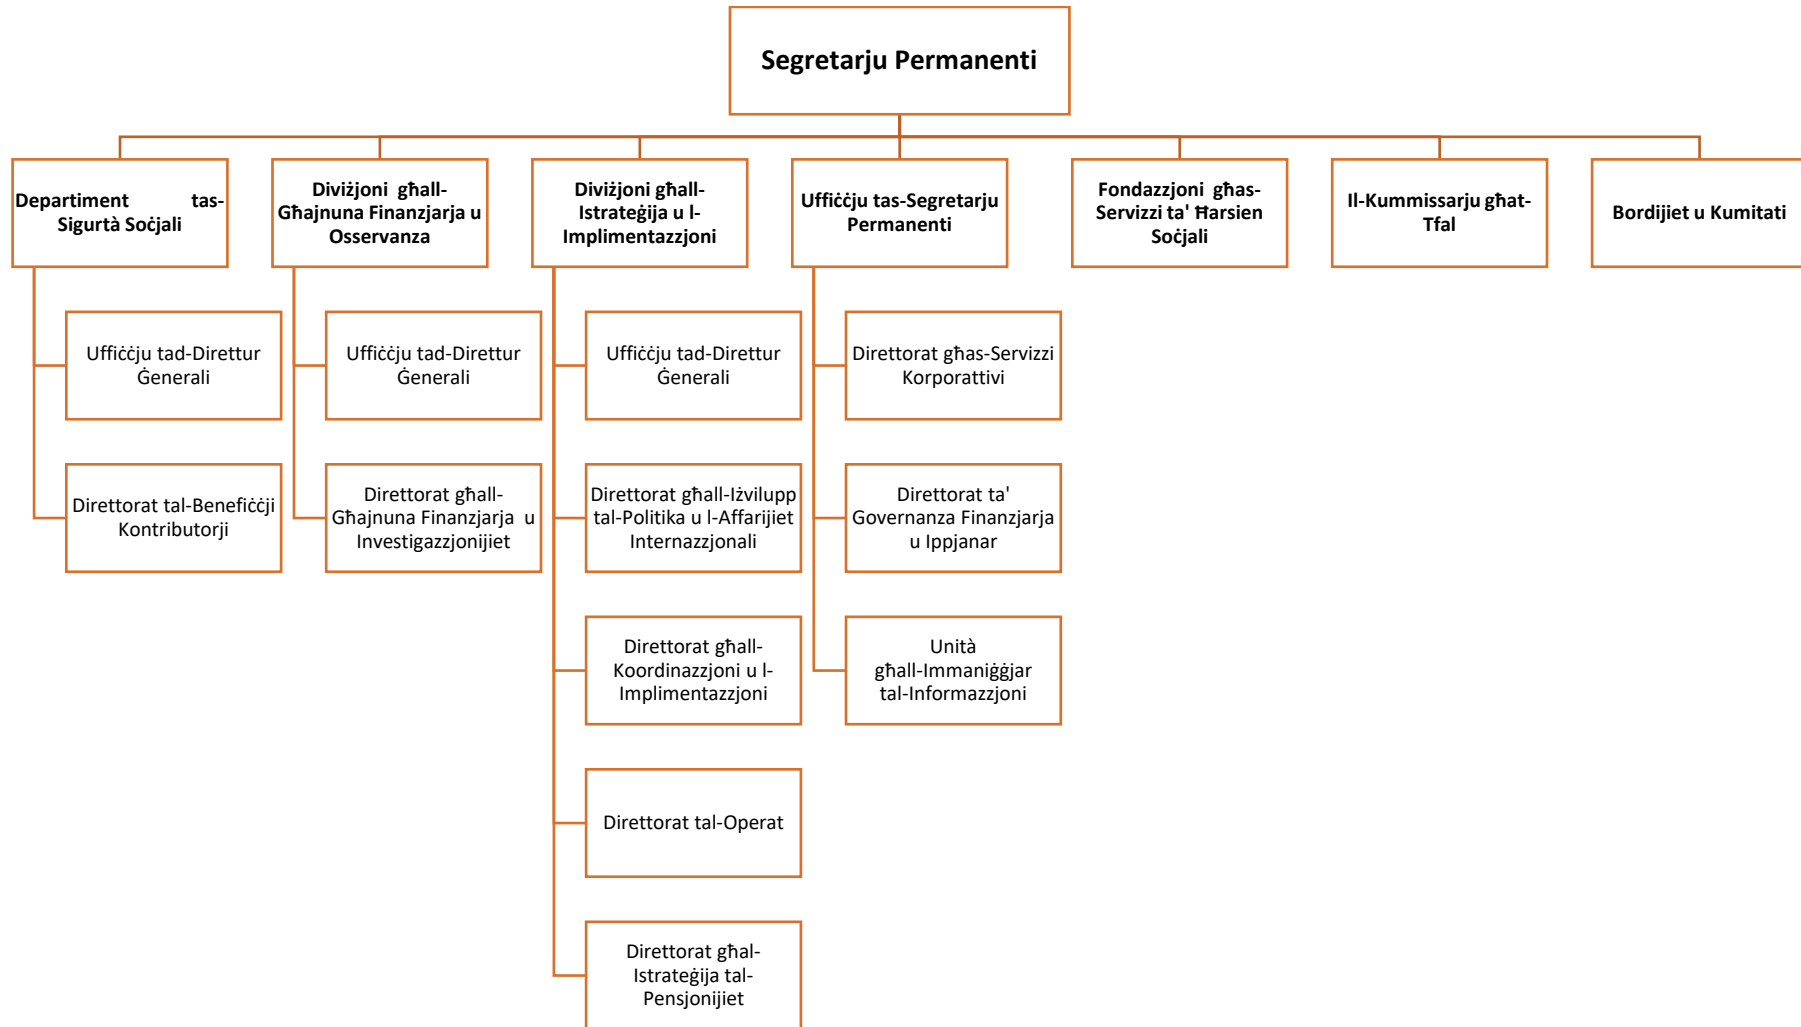 Segretarju Permanenti
Departiment tas-
Sigurtà Soċjali
Diviżjoni għall-
Għajnuna Finanzjarja u
Osservanza
Diviżjoni għall-
Istrateġija u l-
Implimentazzjoni
Uffiċċju tas-Segretarju
Permanenti
Fondazzjoni għas-
Servizzi ta' Ħarsien
Soċjali
Il-Kummissarju għat-
Tfal
Bordijiet u Kumitati
Uffiċċju tad-Direttur
Ġenerali
Uffiċċju tad-Direttur
Ġenerali
Uffiċċju tad-Direttur
Ġenerali
Direttorat għas-Servizzi
Korporattivi
Direttorat tal-Benefiċċji
Kontributorji
Direttorat għall-
Għajnuna Finanzjarja u
Investigazzjonijiet
Direttorat għall-Iżvilupp
tal-Politika u l-Affarijiet
Internazzjonali
Direttorat ta'
Governanza Finanzjarja
u Ippjanar
Direttorat għall-
Koordinazzjoni u l-
Implimentazzjoni
Unità
għall-Immaniġġjar
tal-Informazzjoni
Direttorat tal-Operat
Direttorat għal-
Istrateġija tal-
Pensjonijiet